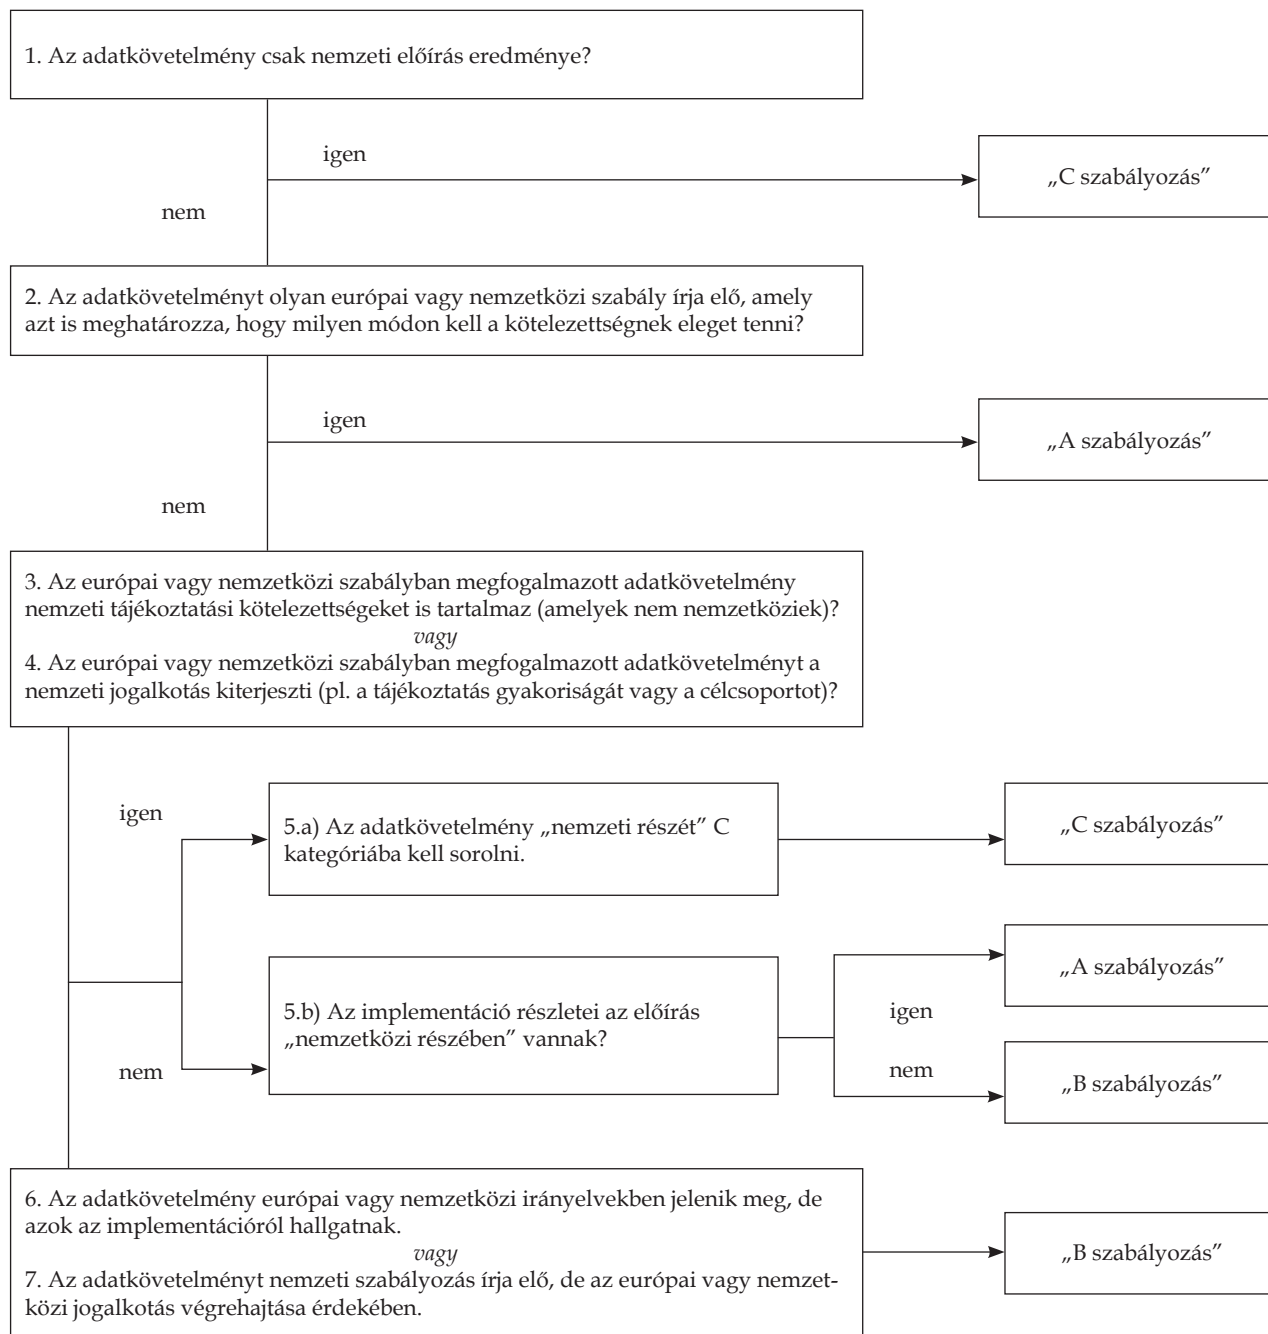 1. Az adatkövetelmény csak nemzeti előírás eredménye?
igen
„C szabályozás”
nem
2. Az adatkövetelményt olyan európai vagy nemzetközi szabály írja elő, amely
azt is meghatározza, hogy milyen módon kell a kötelezettségnek eleget tenni?
igen
„A szabályozás”
nem
3. Az európai vagy nemzetközi szabályban megfogalmazott adatkövetelmény
nemzeti tájékoztatási kötelezettségeket is tartalmaz (amelyek nem nemzetköziek)?
vagy
4. Az európai vagy nemzetközi szabályban megfogalmazott adatkövetelményt a
nemzeti jogalkotás kiterjeszti (pl. a tájékoztatás gyakoriságát vagy a célcsoportot)?
igen
5.a) Az adatkövetelmény „nemzeti részét” C
kategóriába kell sorolni.
„C szabályozás”
nem
5.b) Az implementáció részletei az előírás
„nemzetközi részében” vannak?
igen
„A szabályozás”
nem
„B szabályozás”
6. Az adatkövetelmény európai vagy nemzetközi irányelvekben jelenik meg, de
azok az implementációról hallgatnak.
vagy
7. Az adatkövetelményt nemzeti szabályozás írja elő, de az európai vagy nemzet-
közi jogalkotás végrehajtása érdekében.
„B szabályozás”